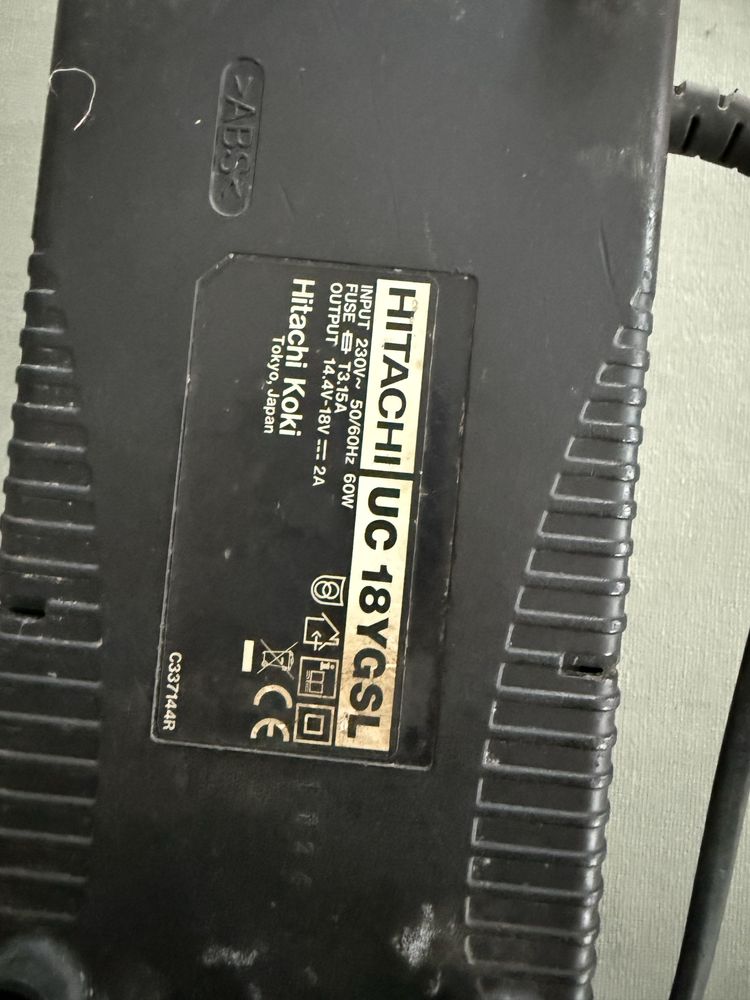 >ABS<
HITACHI UC 18YGSL
INPUT 230V~ 50/60Hz 60W
FUSE T3.15A
OUTPUT 14.4V-18V ⎓ 2A
Hitachi Koki
Tokyo, Japan
CE
C337144R